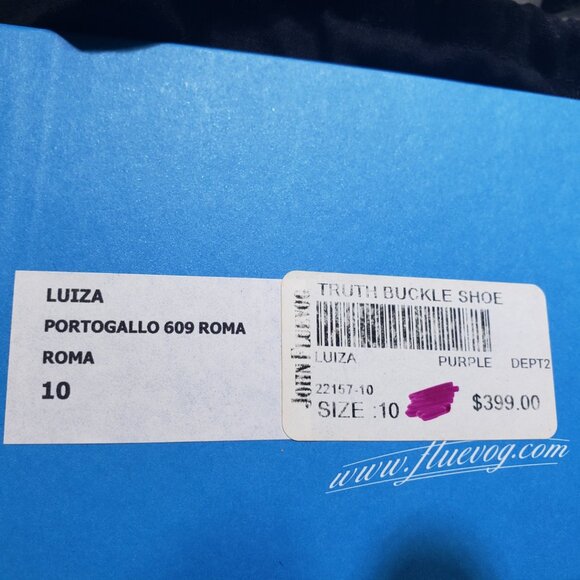 LUIZA
PORTOGALLO 609 ROMA
ROMA
10
TRUTH BUCKLE SHOE
JOHN FLUEVOG
LUIZA PURPLE DEPT2
22157-10
SIZE :10 $399.00
www.fluevog.com